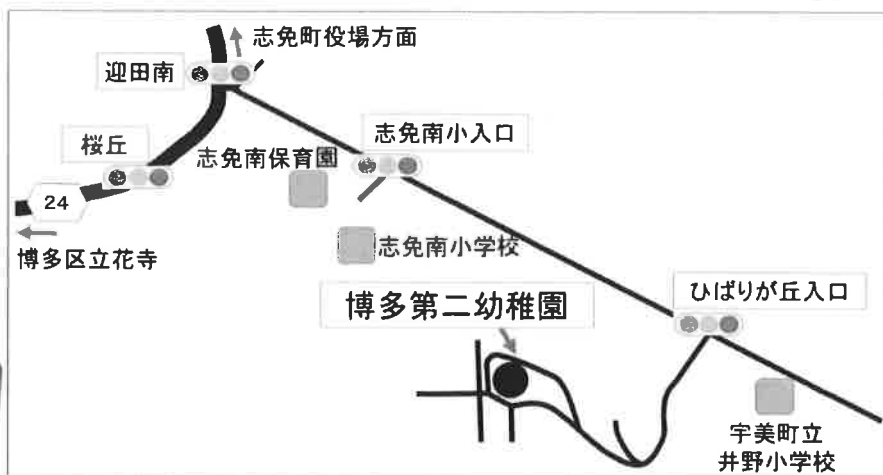 志免町役場方面
迎田南
桜丘
志免南保育園
志免南小入口
24
博多区立花寺
志免南小学校
ひばりが丘入口
博多第二幼稚園
宇美町立
井野小学校